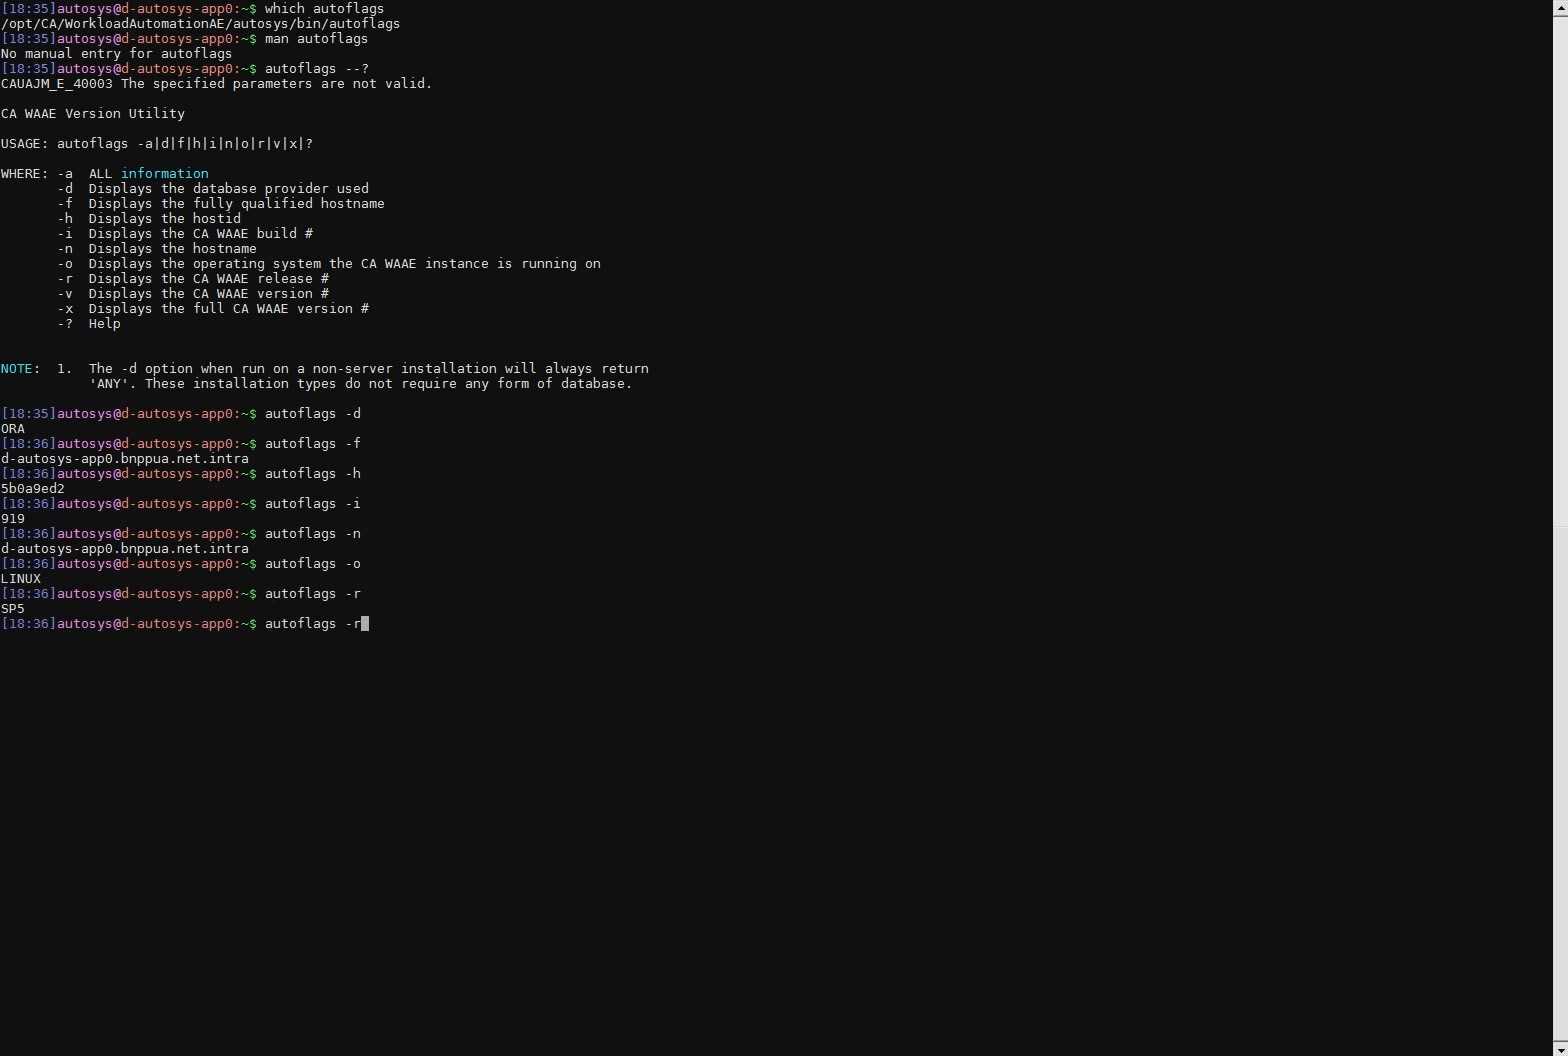 [18:35]autosys@d-autosys-app0:~$ which autoflags
/opt/CA/WorkloadAutomationAE/autosys/bin/autoflags
[18:35]autosys@d-autosys-app0:~$ man autoflags
No manual entry for autoflags
[18:35]autosys@d-autosys-app0:~$ autoflags --?
CAUAJM_E_40003 The specified parameters are not valid.

CA WAAE Version Utility

USAGE: autoflags -a|d|f|h|i|n|o|r|v|x|?

WHERE: -a  ALL information
       -d  Displays the database provider used
       -f  Displays the fully qualified hostname
       -h  Displays the hostid
       -i  Displays the CA WAAE build #
       -n  Displays the hostname
       -o  Displays the operating system the CA WAAE instance is running on
       -r  Displays the CA WAAE release #
       -v  Displays the CA WAAE version #
       -x  Displays the full CA WAAE version #
       -?  Help

NOTE:  1.  The -d option when run on a non-server installation will always return
           'ANY'. These installation types do not require any form of database.

[18:35]autosys@d-autosys-app0:~$ autoflags -d
ORA
[18:36]autosys@d-autosys-app0:~$ autoflags -f
d-autosys-app0.bnppua.net.intra
[18:36]autosys@d-autosys-app0:~$ autoflags -h
5b0a9ed2
[18:36]autosys@d-autosys-app0:~$ autoflags -i
919
[18:36]autosys@d-autosys-app0:~$ autoflags -n
d-autosys-app0.bnppua.net.intra
[18:36]autosys@d-autosys-app0:~$ autoflags -o
LINUX
[18:36]autosys@d-autosys-app0:~$ autoflags -r
SP5
[18:36]autosys@d-autosys-app0:~$ autoflags -r